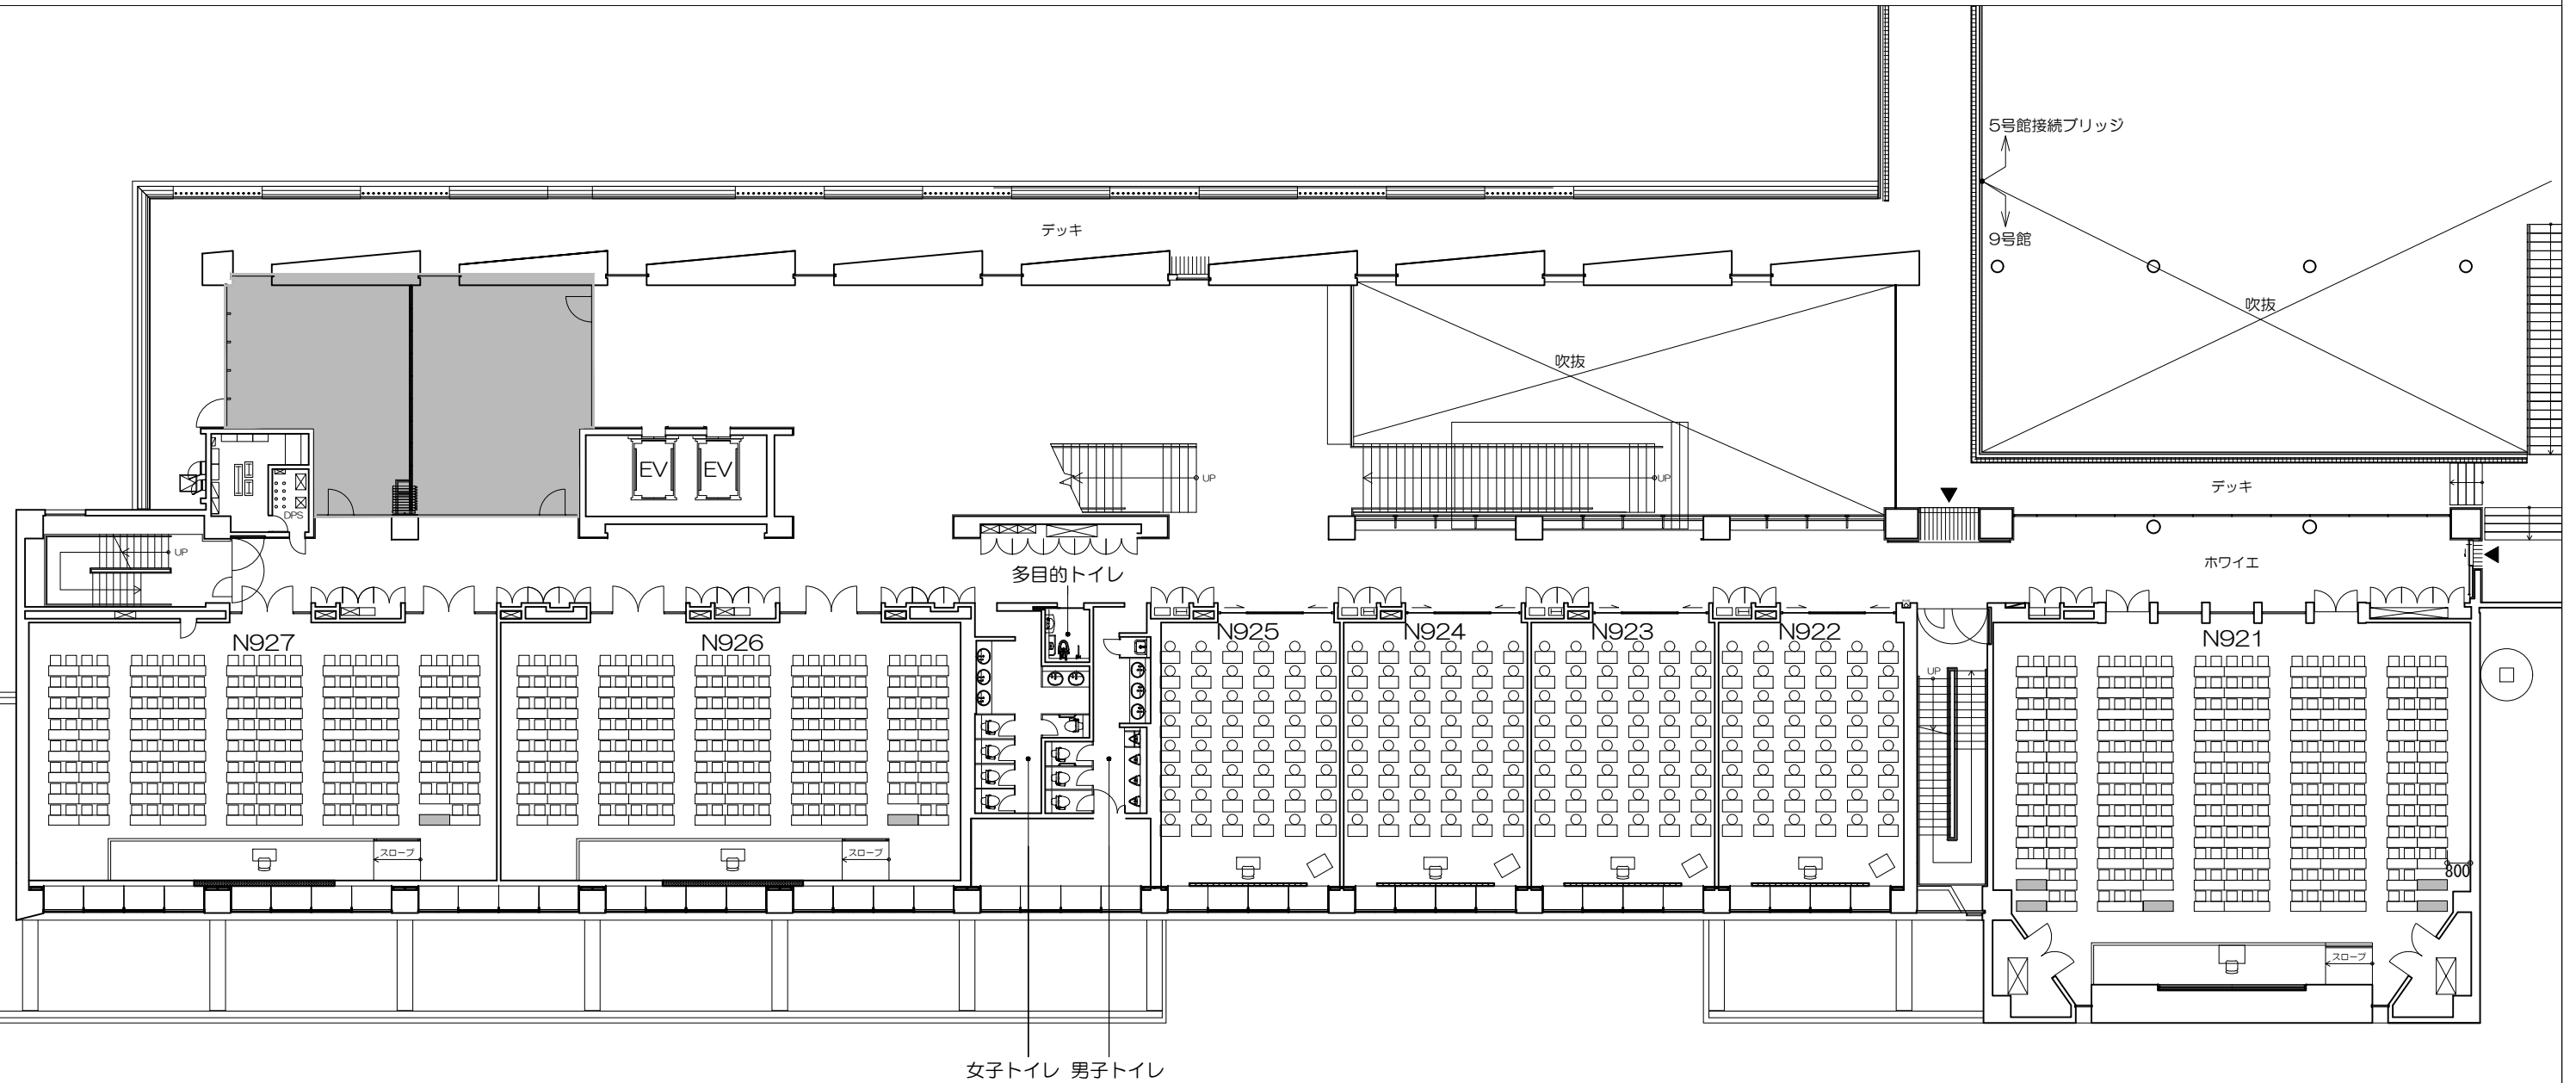 5号館接続ブリッジ
デッキ
9号館
吹抜
吹抜
EV
EV
UP
UP
デッキ
DPS
UP
ホワイエ
多目的トイレ
N927
N926
N925
N924
N923
N922
N921
UP
スロープ
スロープ
800
スロープ
女子トイレ
男子トイレ